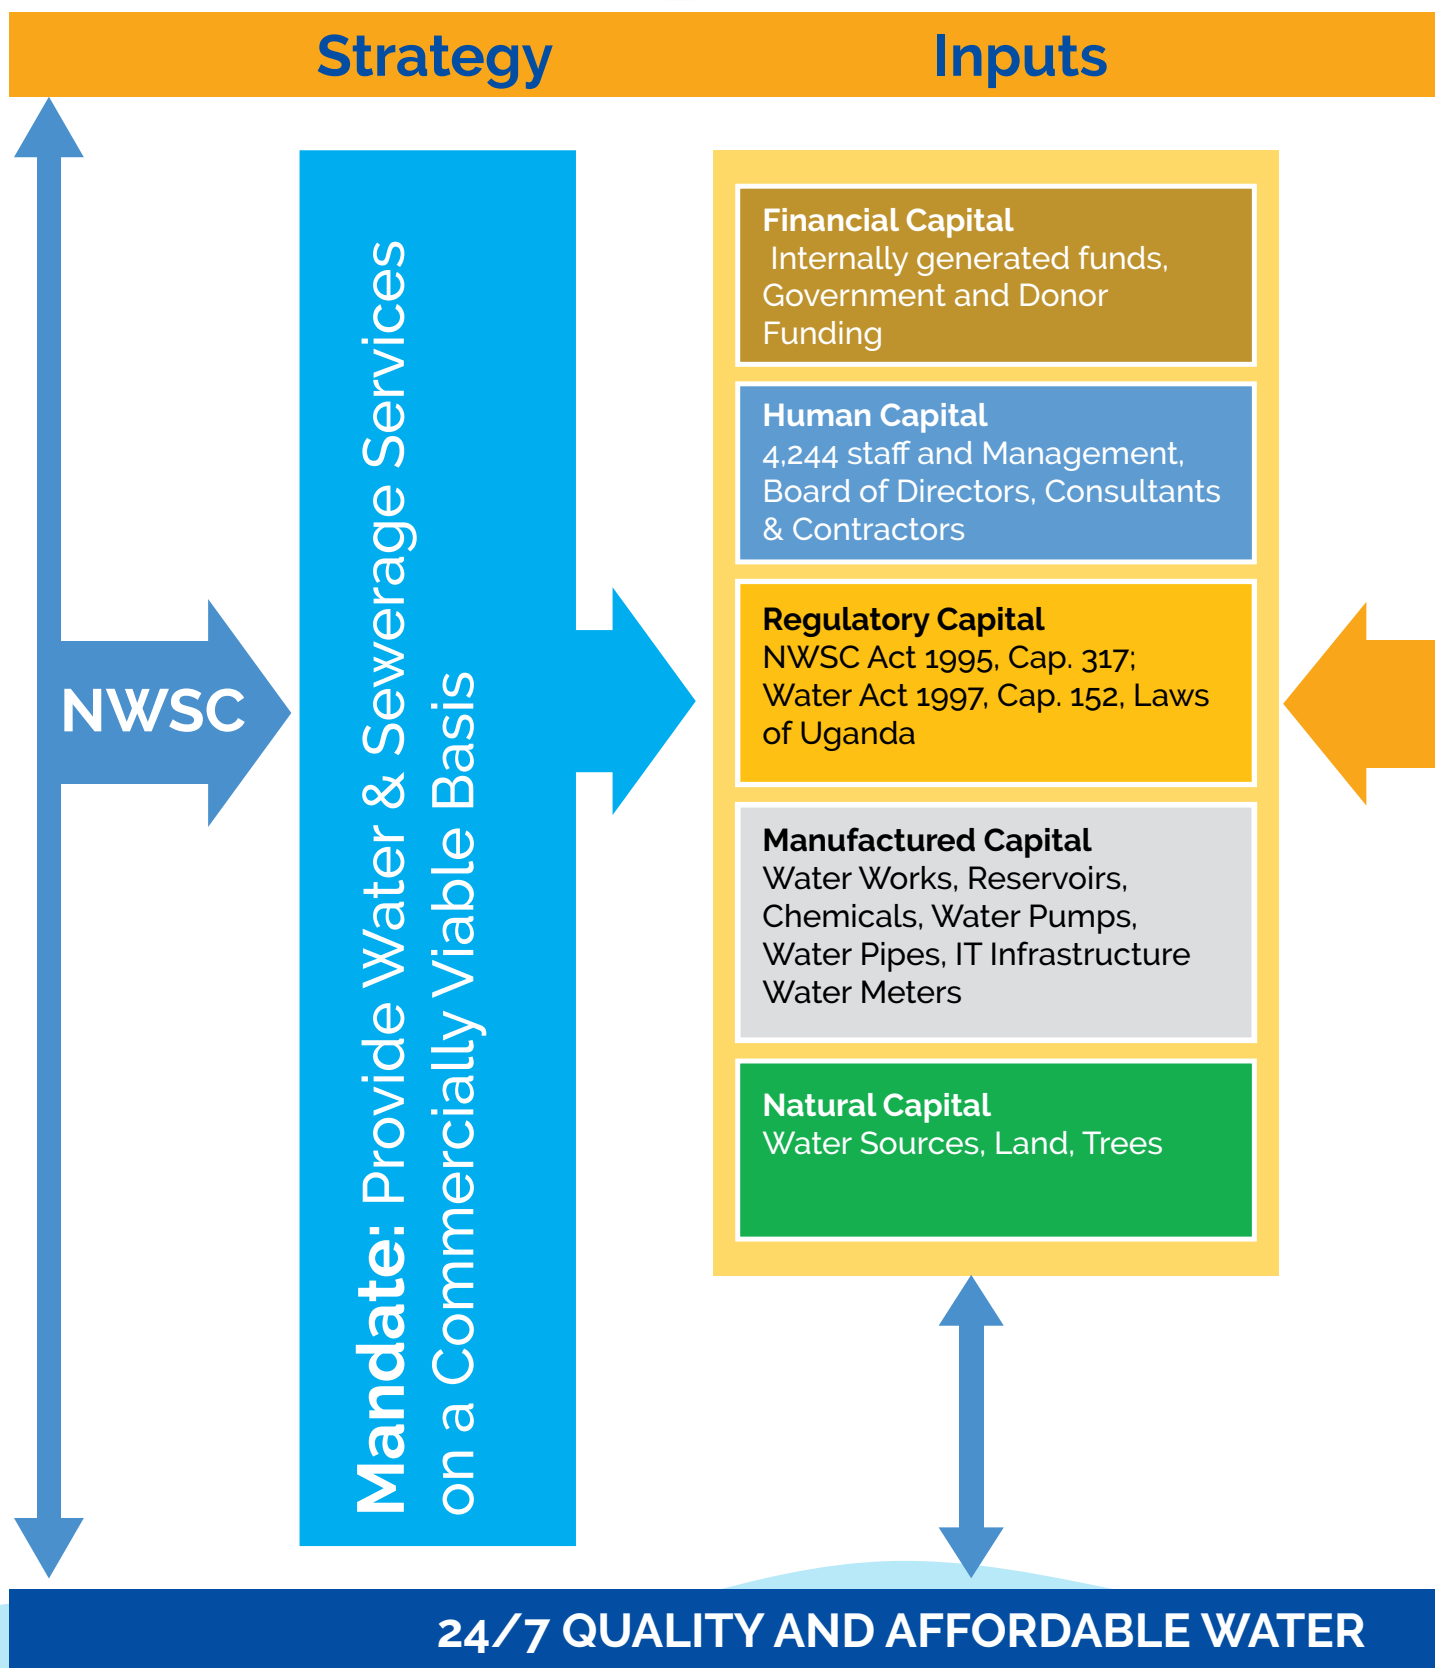 Strategy
Inputs
NWSC
Mandate: Provide Water & Sewerage Services
on a Commercially Viable Basis
Financial Capital
Internally generated funds,
Government and Donor
Funding
Human Capital
4,244 staff and Management,
Board of Directors, Consultants
& Contractors
Regulatory Capital
NWSC Act 1995, Cap. 317;
Water Act 1997, Cap. 152, Laws
of Uganda
Manufactured Capital
Water Works, Reservoirs,
Chemicals, Water Pumps,
Water Pipes, IT Infrastructure
Water Meters
Natural Capital
Water Sources, Land, Trees
24/7 QUALITY AND AFFORDABLE WATER